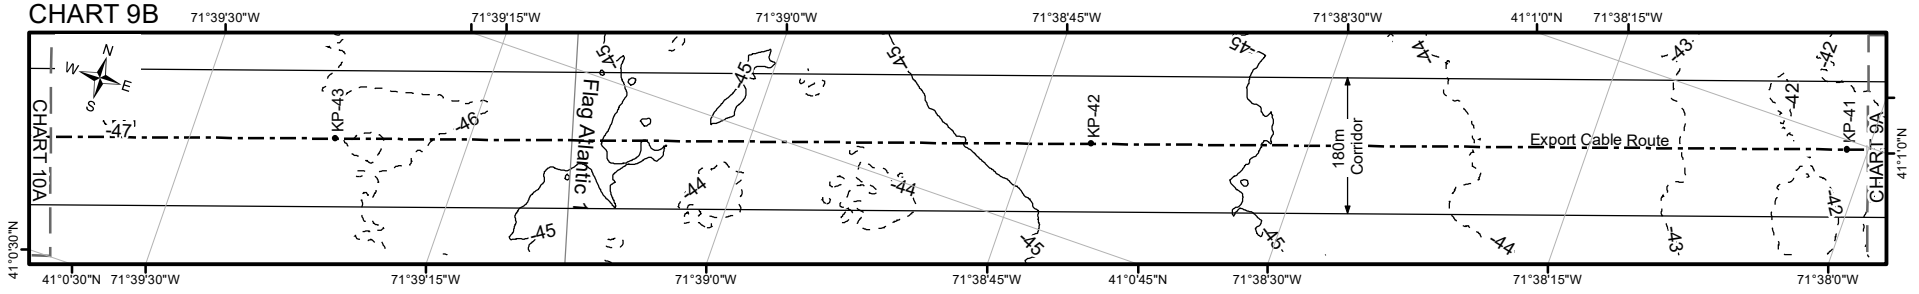 CHART 9B
71°39'30"W 71°39'15"W 71°39'0"W 71°38'45"W 71°38'30"W 41°1'0"N 71°38'15"W
-45 -45 -45 -45 -44 -43 -42
N
W E
S
CHART 10A
-47
KP-43
-46
Flag Atlantic 1
-44
-44
KP-42
180m
Corridor
Export Cable Route
-42
KP-41
CHART 9A
41°1'0"N
-45 -45 -45 -44 -43 -42
41°0'30"N
41°0'30"N 71°39'30"W 71°39'15"W 71°39'0"W 71°38'45"W 41°0'45"N 71°38'30"W 71°38'15"W 71°38'0"W